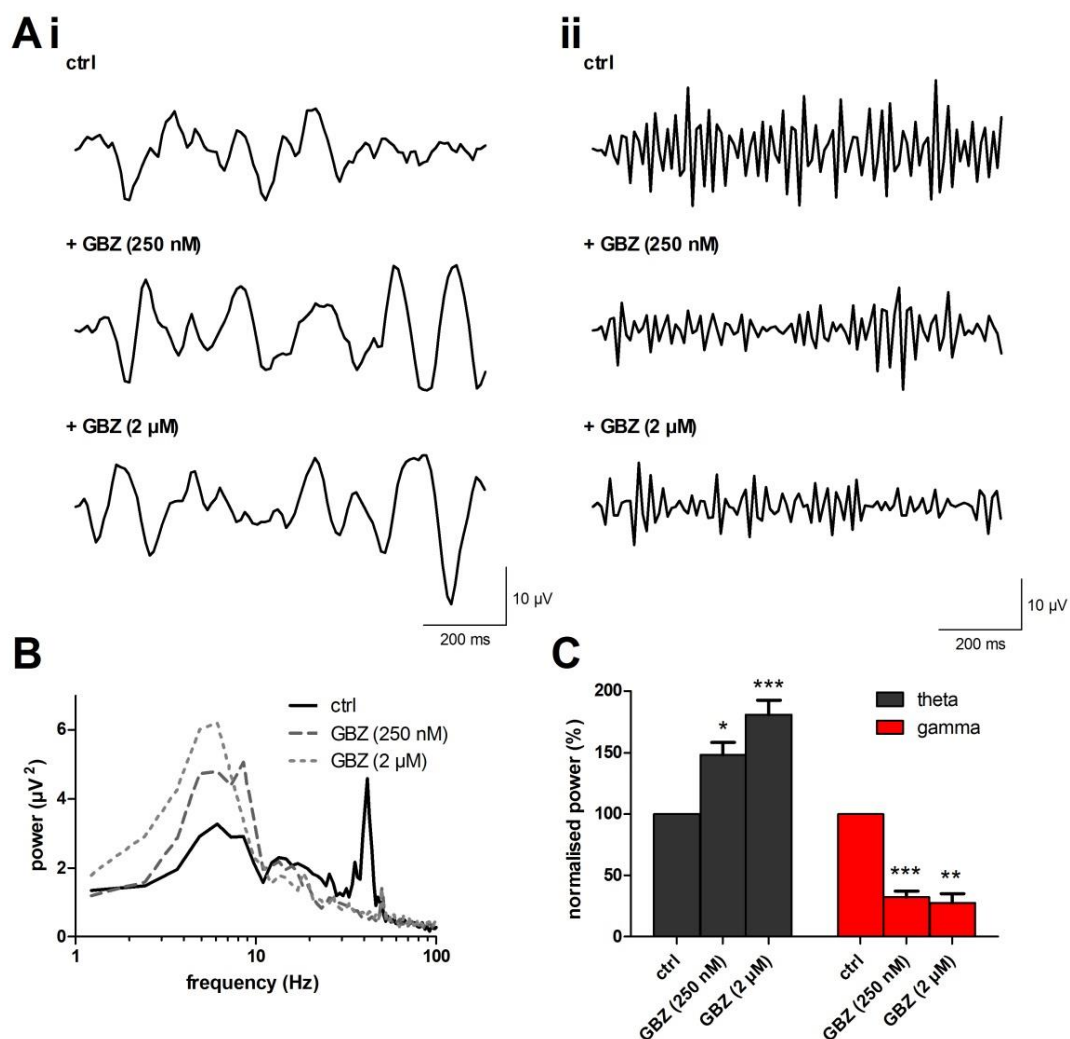 A i
ctrl
+ GBZ (250 nM)
+ GBZ (2 µM)
10 µV
200 ms
ii
ctrl
+ GBZ (250 nM)
+ GBZ (2 µM)
10 µV
200 ms
B
power (µV ²)
6
4
2
0
1
10
100
frequency (Hz)
ctrl
GBZ (250 nM)
GBZ (2 µM)
C
normalised power (%)
200
150
100
50
0
*
***
***
**
theta
gamma
ctrl
GBZ (250 nM)
GBZ (2 µM)
ctrl
GBZ (250 nM)
GBZ (2 µM)